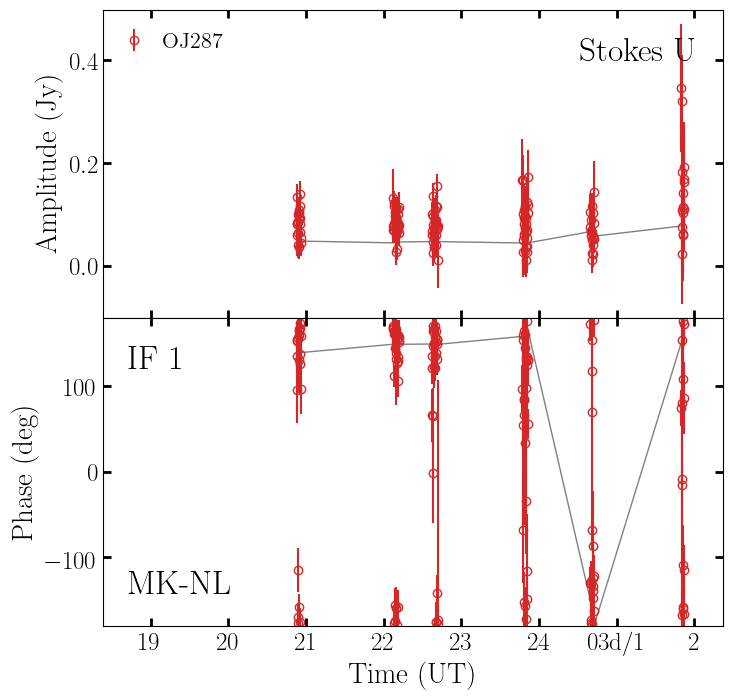 OJ287
Stokes U
0.4
0.2
0.0
Amplitude (Jy)
IF 1
100
0
−100
Phase (deg)
MK-NL
19 20 21 22 23 24 03d/1 2
Time (UT)